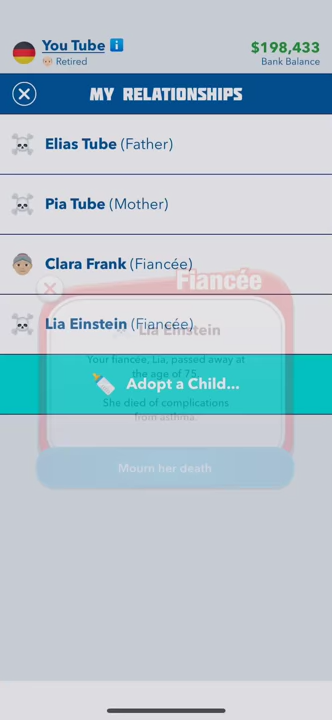 You Tube
Retired
$198,433
Bank Balance
MY RELATIONSHIPS
Elias Tube (Father)
Pia Tube (Mother)
Clara Frank (Fiancée)
Fiancée
Lia Einstein (Fiancée)
Lia Einstein
Your fiancée, Lia, passed away at
the age of 75.
Adopt a Child...
She died of complications
from asthma.
Mourn her death